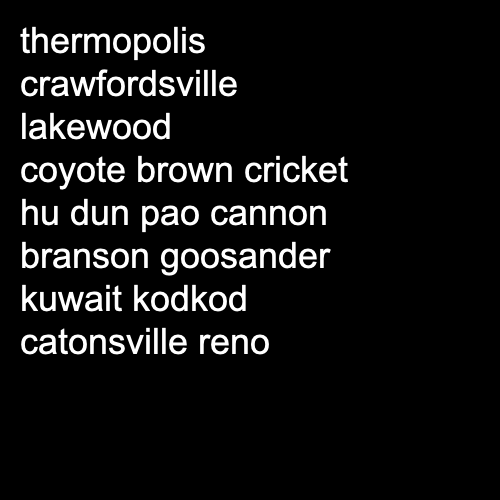 thermopolis
crawfordsville
lakewood
coyote brown cricket
hu dun pao cannon
branson goosander
kuwait kodkod
catonsville reno